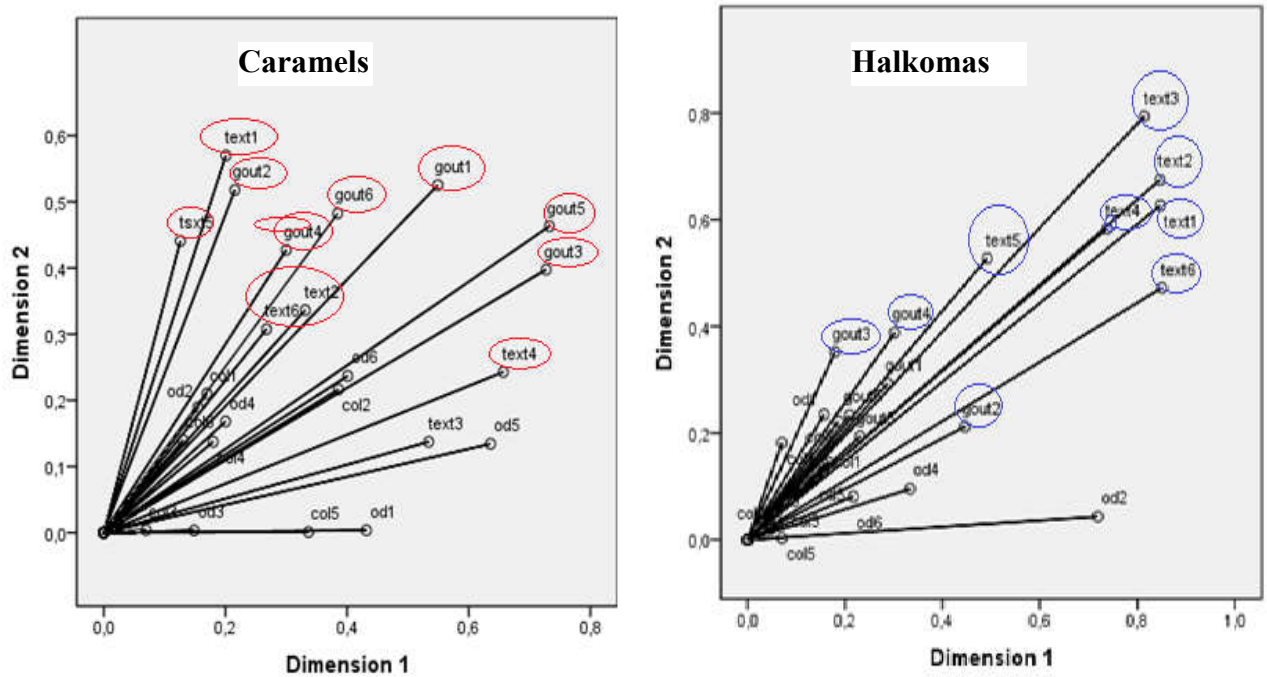 Caramels
0,6
text1
gout2
gout1
gout6
0,5
gout5
tsxt5
gout4
gout3
0,4
text2
text6
0,3
text4
od6
od2
col1
0,2
od4
col2
text3
od5
col4
0,1
od3
col5
od1
0,0
Dimension 2
0,0 0,2 0,4 0,6 0,8
Dimension 1
Halkomas
text3
0,8
text2
text4
text1
0,6
text5
text6
gout4
0,4
gout3
gout1
gout2
0,2
od4
od2
od6
col5
0,0
Dimension 2
0,0 0,2 0,4 0,6 0,8 1,0
Dimension 1